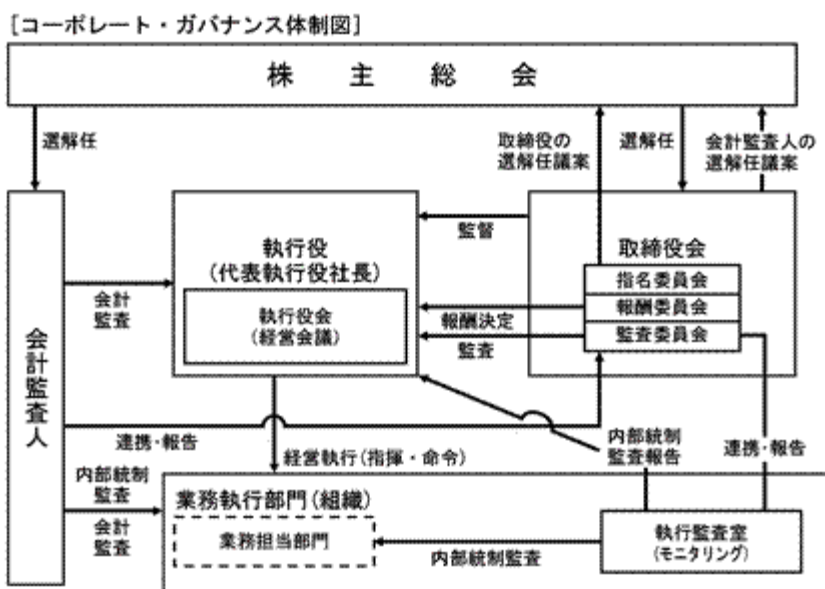 [コーポレート・ガバナンス体制図]
株主総会
選解任
取締役の
選解任議案
選解任
会計監査人の
選解任議案
執行役
(代表執行役社長)
執行役会
(経営会議)
監督
取締役会
指名委員会
報酬委員会
監査委員会
会計
監査
報酬決定
監査
会計監査人
連携・報告
経営執行(指揮・命令)
内部統制
監査報告
連携・報告
内部統制
監査
会計
監査
業務執行部門(組織)
業務担当部門
内部統制監査
執行監査室
(モニタリング)